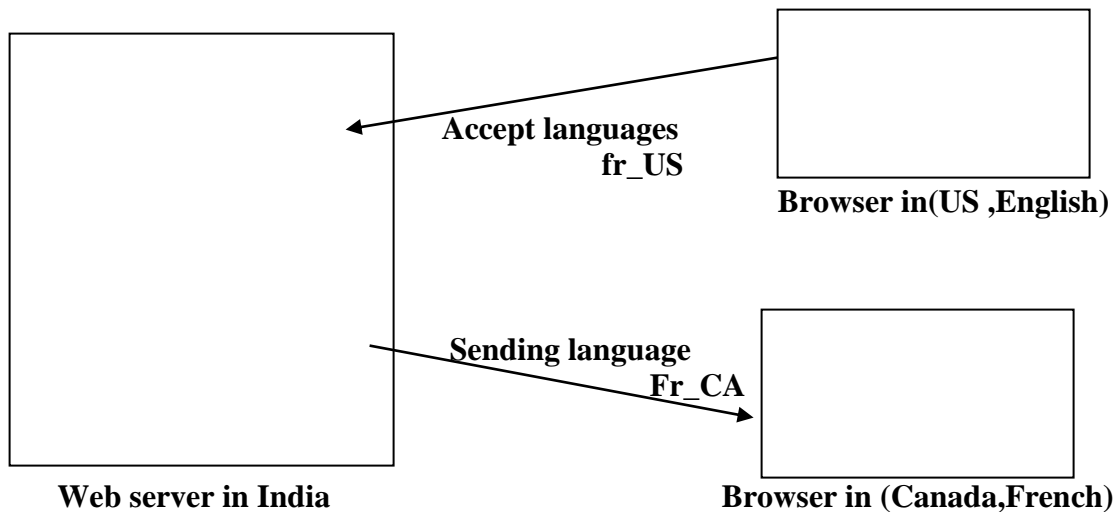 Accept languages
fr_US
Browser in(US ,English)
Sending language
Fr_CA
Web server in India
Browser in (Canada,French)